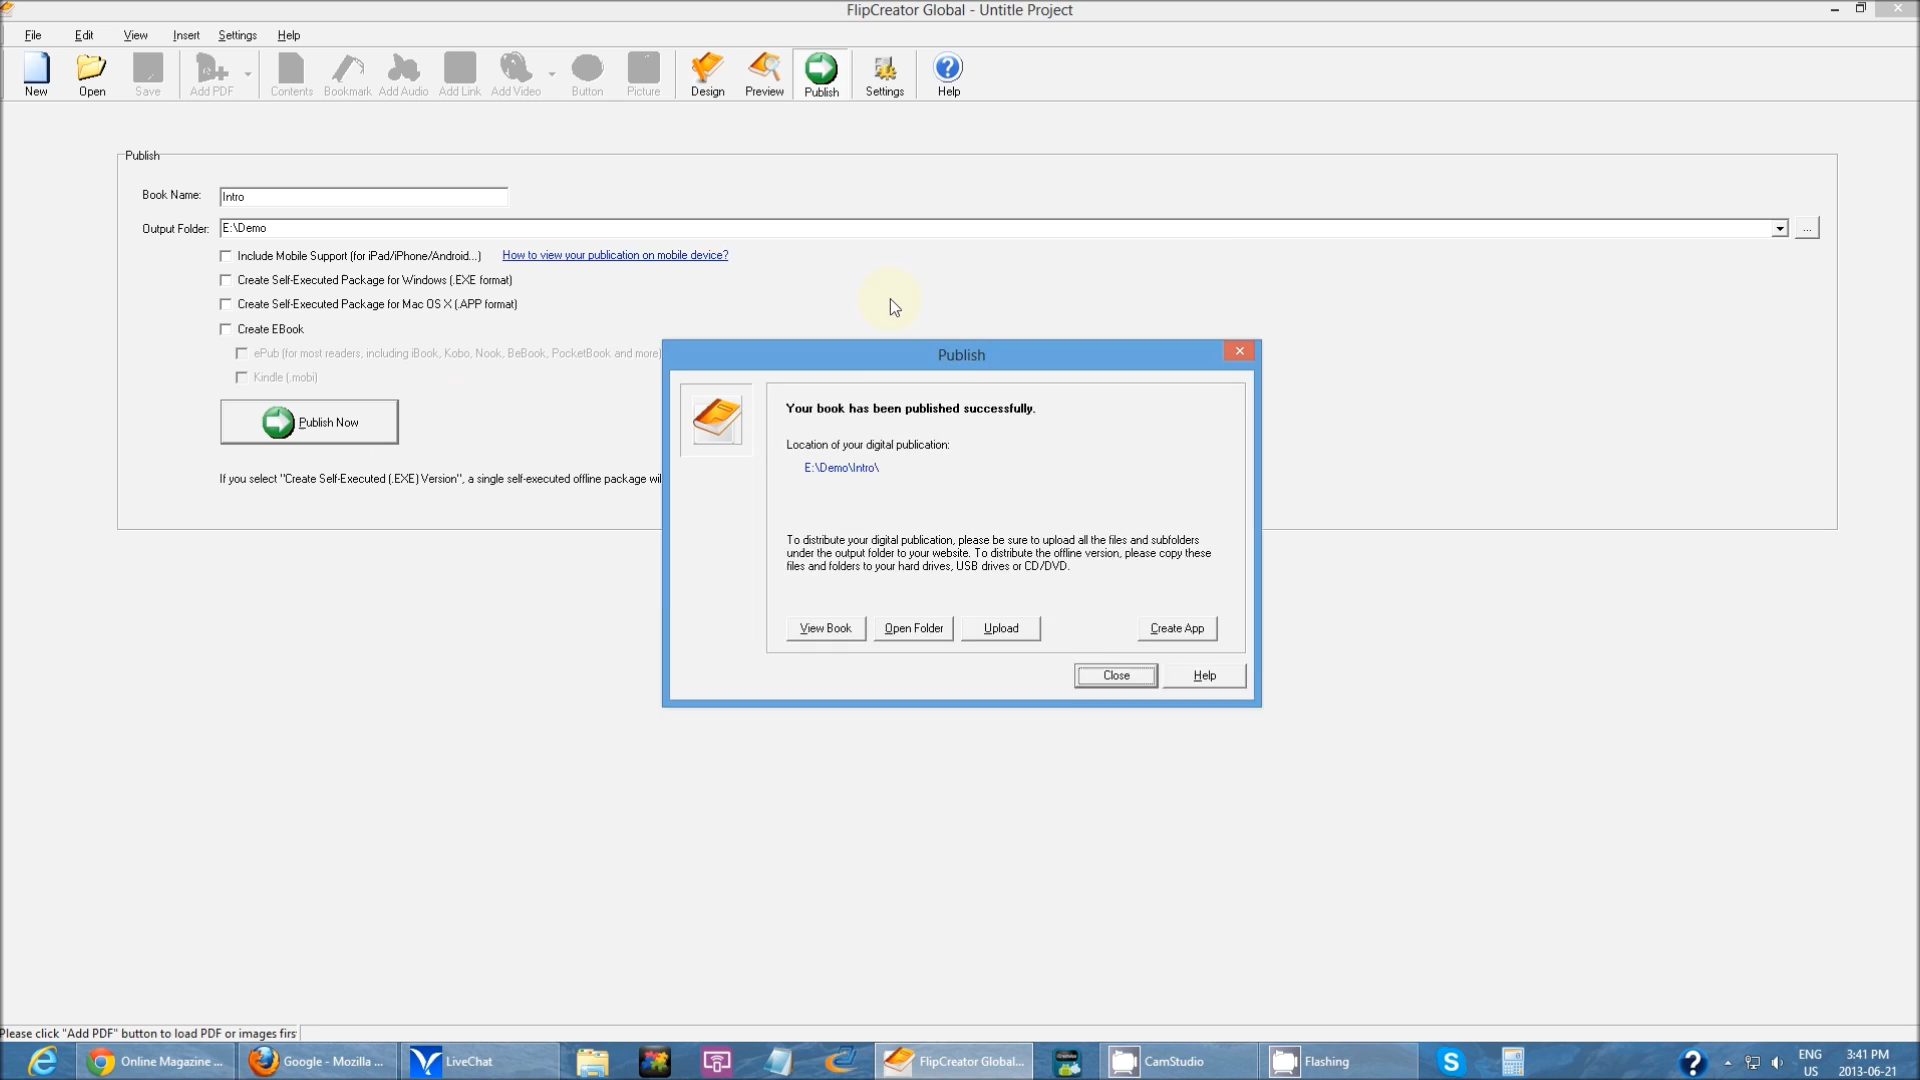 FlipCreator Global - Untitle Project
File Edit View Insert Settings Help
New Open Save Add PDF Contents Bookmark Add Audio Add Link Add Video Button Picture Design Preview Publish Settings Help
Publish
Book Name: Intro
Output Folder: E:\Demo ...
Include Mobile Support (for iPad/iPhone/Android...) How to view your publication on mobile device?
Create Self-Executed Package for Windows (.EXE format)
Create Self-Executed Package for Mac OS X (.APP format)
Create EBook
ePub (for most readers, including iBook, Kobo, Nook, BeBook, PocketBook and more)
Kindle (.mobi)
Publish Now
If you select "Create Self-Executed (.EXE) Version", a single self-executed offline package wil
Publish
Your book has been published successfully.
Location of your digital publication:
E:\Demo\Intro\
To distribute your digital publication, please be sure to upload all the files and subfolders
under the output folder to your website. To distribute the offline version, please copy these
files and folders to your hard drives, USB drives or CD/DVD.
View Book Open Folder Upload Create App
Close Help
Please click "Add PDF" button to load PDF or images firs
Online Magazine ... Google - Mozilla ... LiveChat FlipCreator Global... CamStudio Flashing ENG 3:41 PM
US 2013-06-21